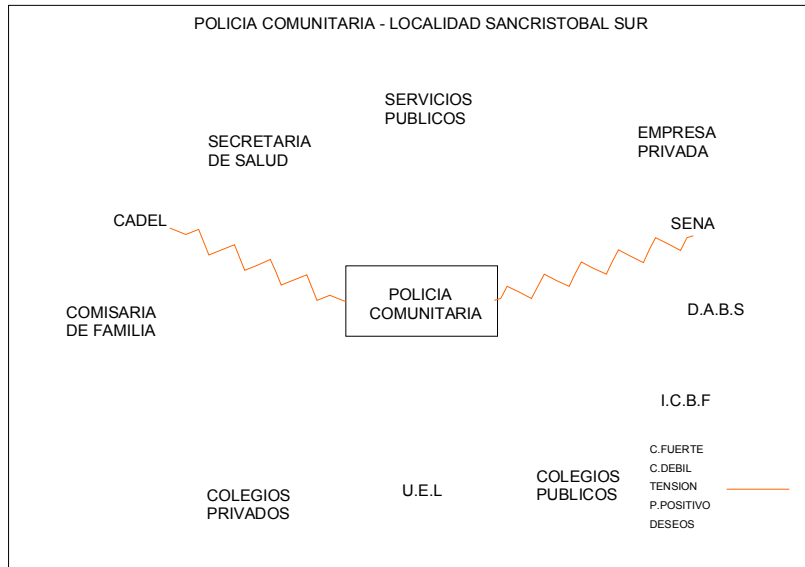 POLICIA COMUNITARIA - LOCALIDAD SANCRISTOBAL SUR
SERVICIOS
PUBLICOS
SECRETARIA
DE SALUD
EMPRESA
PRIVADA
CADEL
SENA
POLICIA
COMUNITARIA
COMISARIA
DE FAMILIA
D.A.B.S
I.C.B.F
COLEGIOS
PRIVADOS
U.E.L
COLEGIOS
PUBLICOS
C.FUERTE
C.DEBIL
TENSION
P.POSITIVO
DESEOS